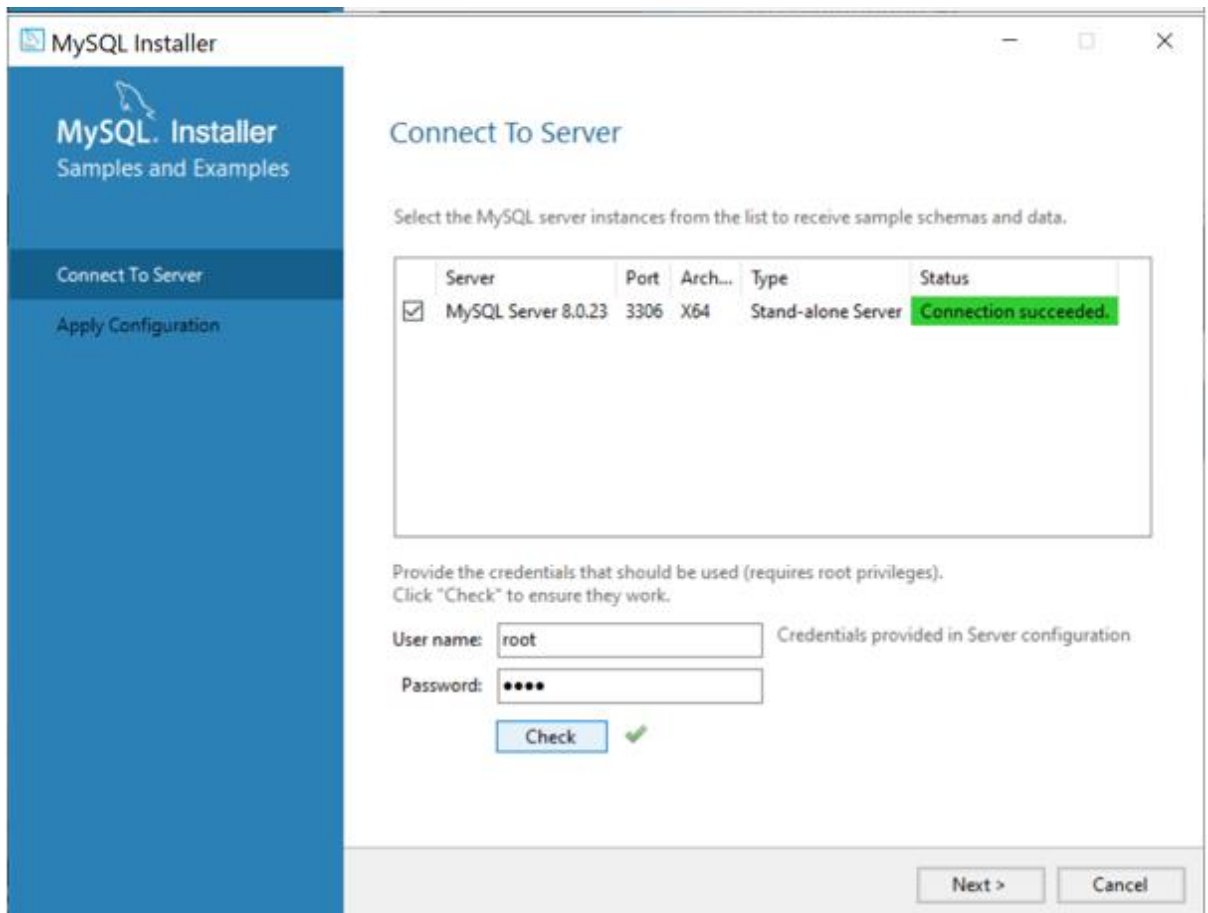 MySQL Installer
MySQL. Installer
Samples and Examples
Connect To Server
Apply Configuration
Connect To Server
Select the MySQL server instances from the list to receive sample schemas and data.
Server Port Arch... Type Status
MySQL Server 8.0.23 3306 X64 Stand-alone Server Connection succeeded.
Provide the credentials that should be used (requires root privileges).
Click "Check" to ensure they work.
User name: root Credentials provided in Server configuration
Password: ●●●●
Check
Next > Cancel